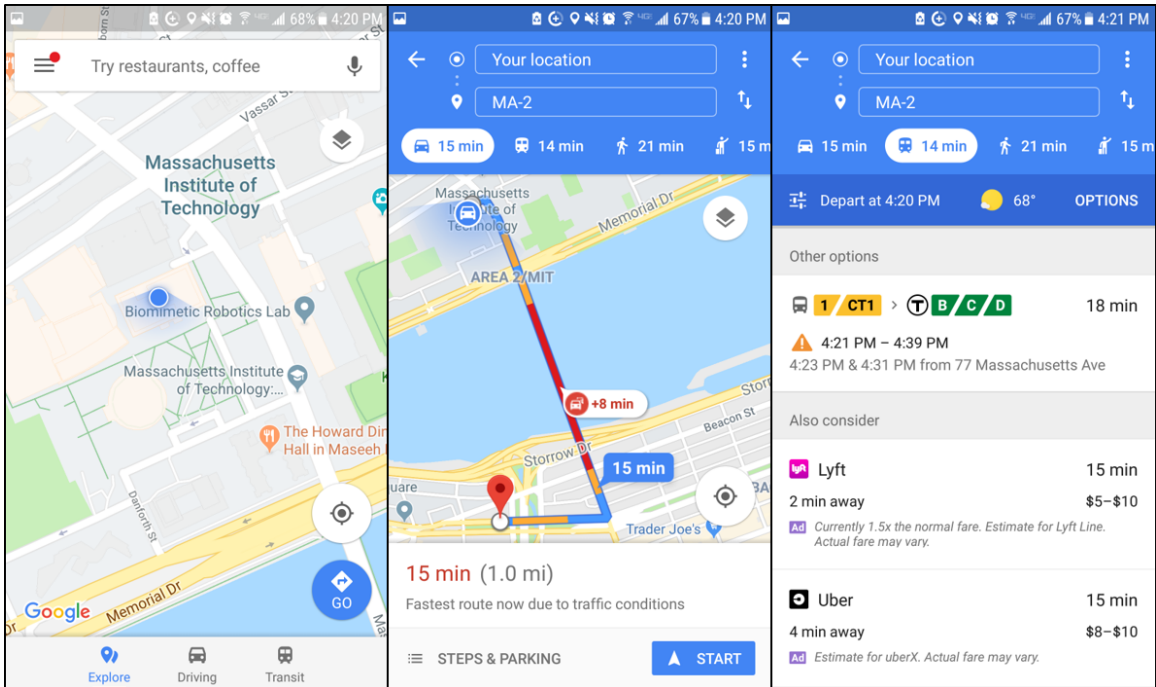 68% 4:20 PM
Try restaurants, coffee
Vassar St
Massachusetts
Institute of
Technology
Biomimetic Robotics Lab
Massachusetts Institute
of Technology:...
The Howard Din
Hall in Maseeh H
Danforth St
Memorial Dr
Google
GO
Explore
Driving
Transit
67% 4:20 PM
Your location
MA-2
15 min
14 min
21 min
15 m
Massachusetts
Institute of
Technology
Memorial Dr
AREA 2/MIT
+8 min
Storr
Beacon St
Storrow Dr
15 min
uare
BA
Trader Joe's
15 min (1.0 mi)
Fastest route now due to traffic conditions
STEPS & PARKING
START
67% 4:21 PM
Your location
MA-2
15 min
14 min
21 min
15 m
Depart at 4:20 PM
68°
OPTIONS
Other options
1 / CT1 > T B / C / D 18 min
4:21 PM – 4:39 PM
4:23 PM & 4:31 PM from 77 Massachusetts Ave
Also consider
Lyft 15 min
2 min away $5–$10
Ad Currently 1.5x the normal fare. Estimate for Lyft Line.
Actual fare may vary.
Uber 15 min
4 min away $8–$10
Ad Estimate for uberX. Actual fare may vary.